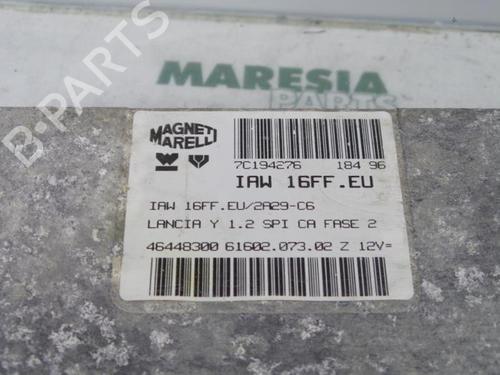 B-PARTS
MARESIA
PARTS
MAGNETI
MARELLI
7C194276 184 96
IAW 16FF.EU
IAW 16FF.EU/2A29-C6
LANCIA Y 1.2 SPI CA FASE 2
46448300 61602.073.02 Z 12V=